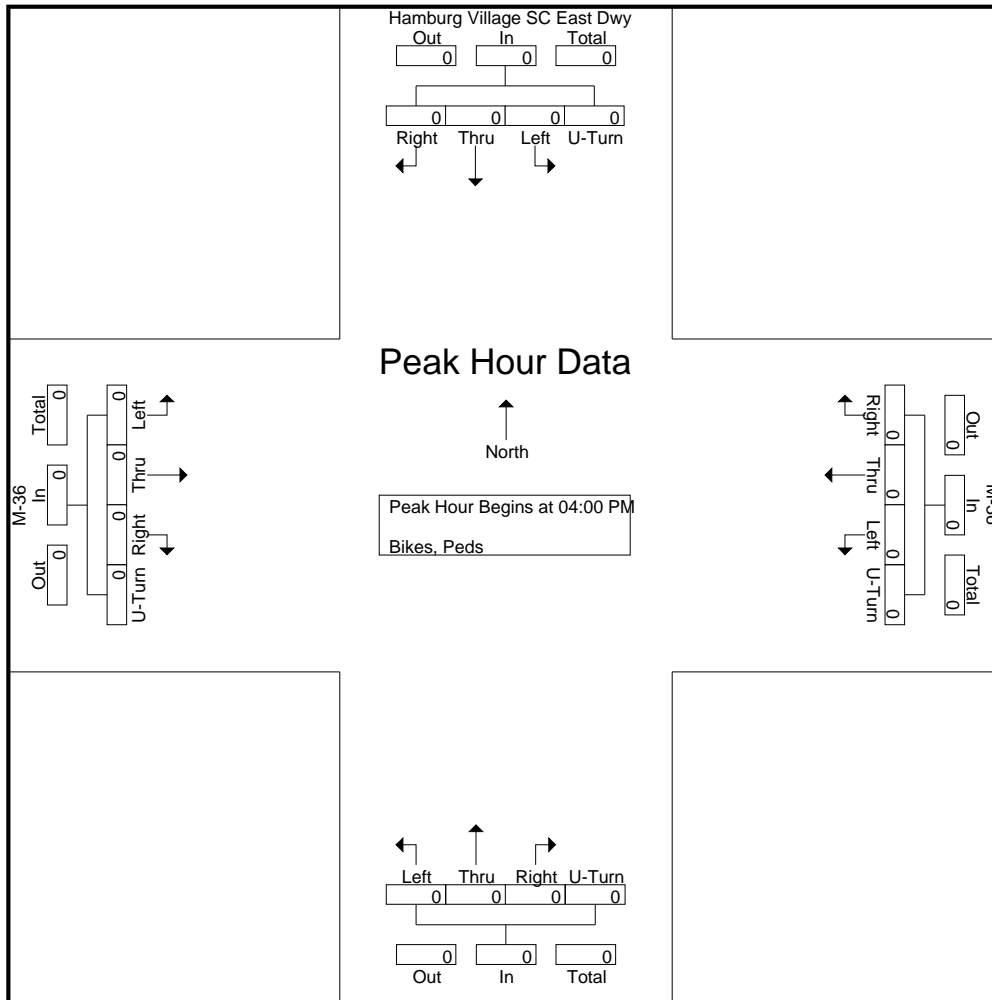 Hamburg Village SC East Dwy
Out In Total
0 0 0
0 0 0 0
Right Thru Left U-Turn
Peak Hour Data
North
Peak Hour Begins at 04:00 PM
Bikes, Peds
M-36
Total In Out
0 0 0
0 0 0 0
Left Thru Right U-Turn
Right Thru Left U-Turn
0 0 0 0
0 0 0
Out In Total
Left Thru Right U-Turn
0 0 0 0
0 0 0
Out In Total